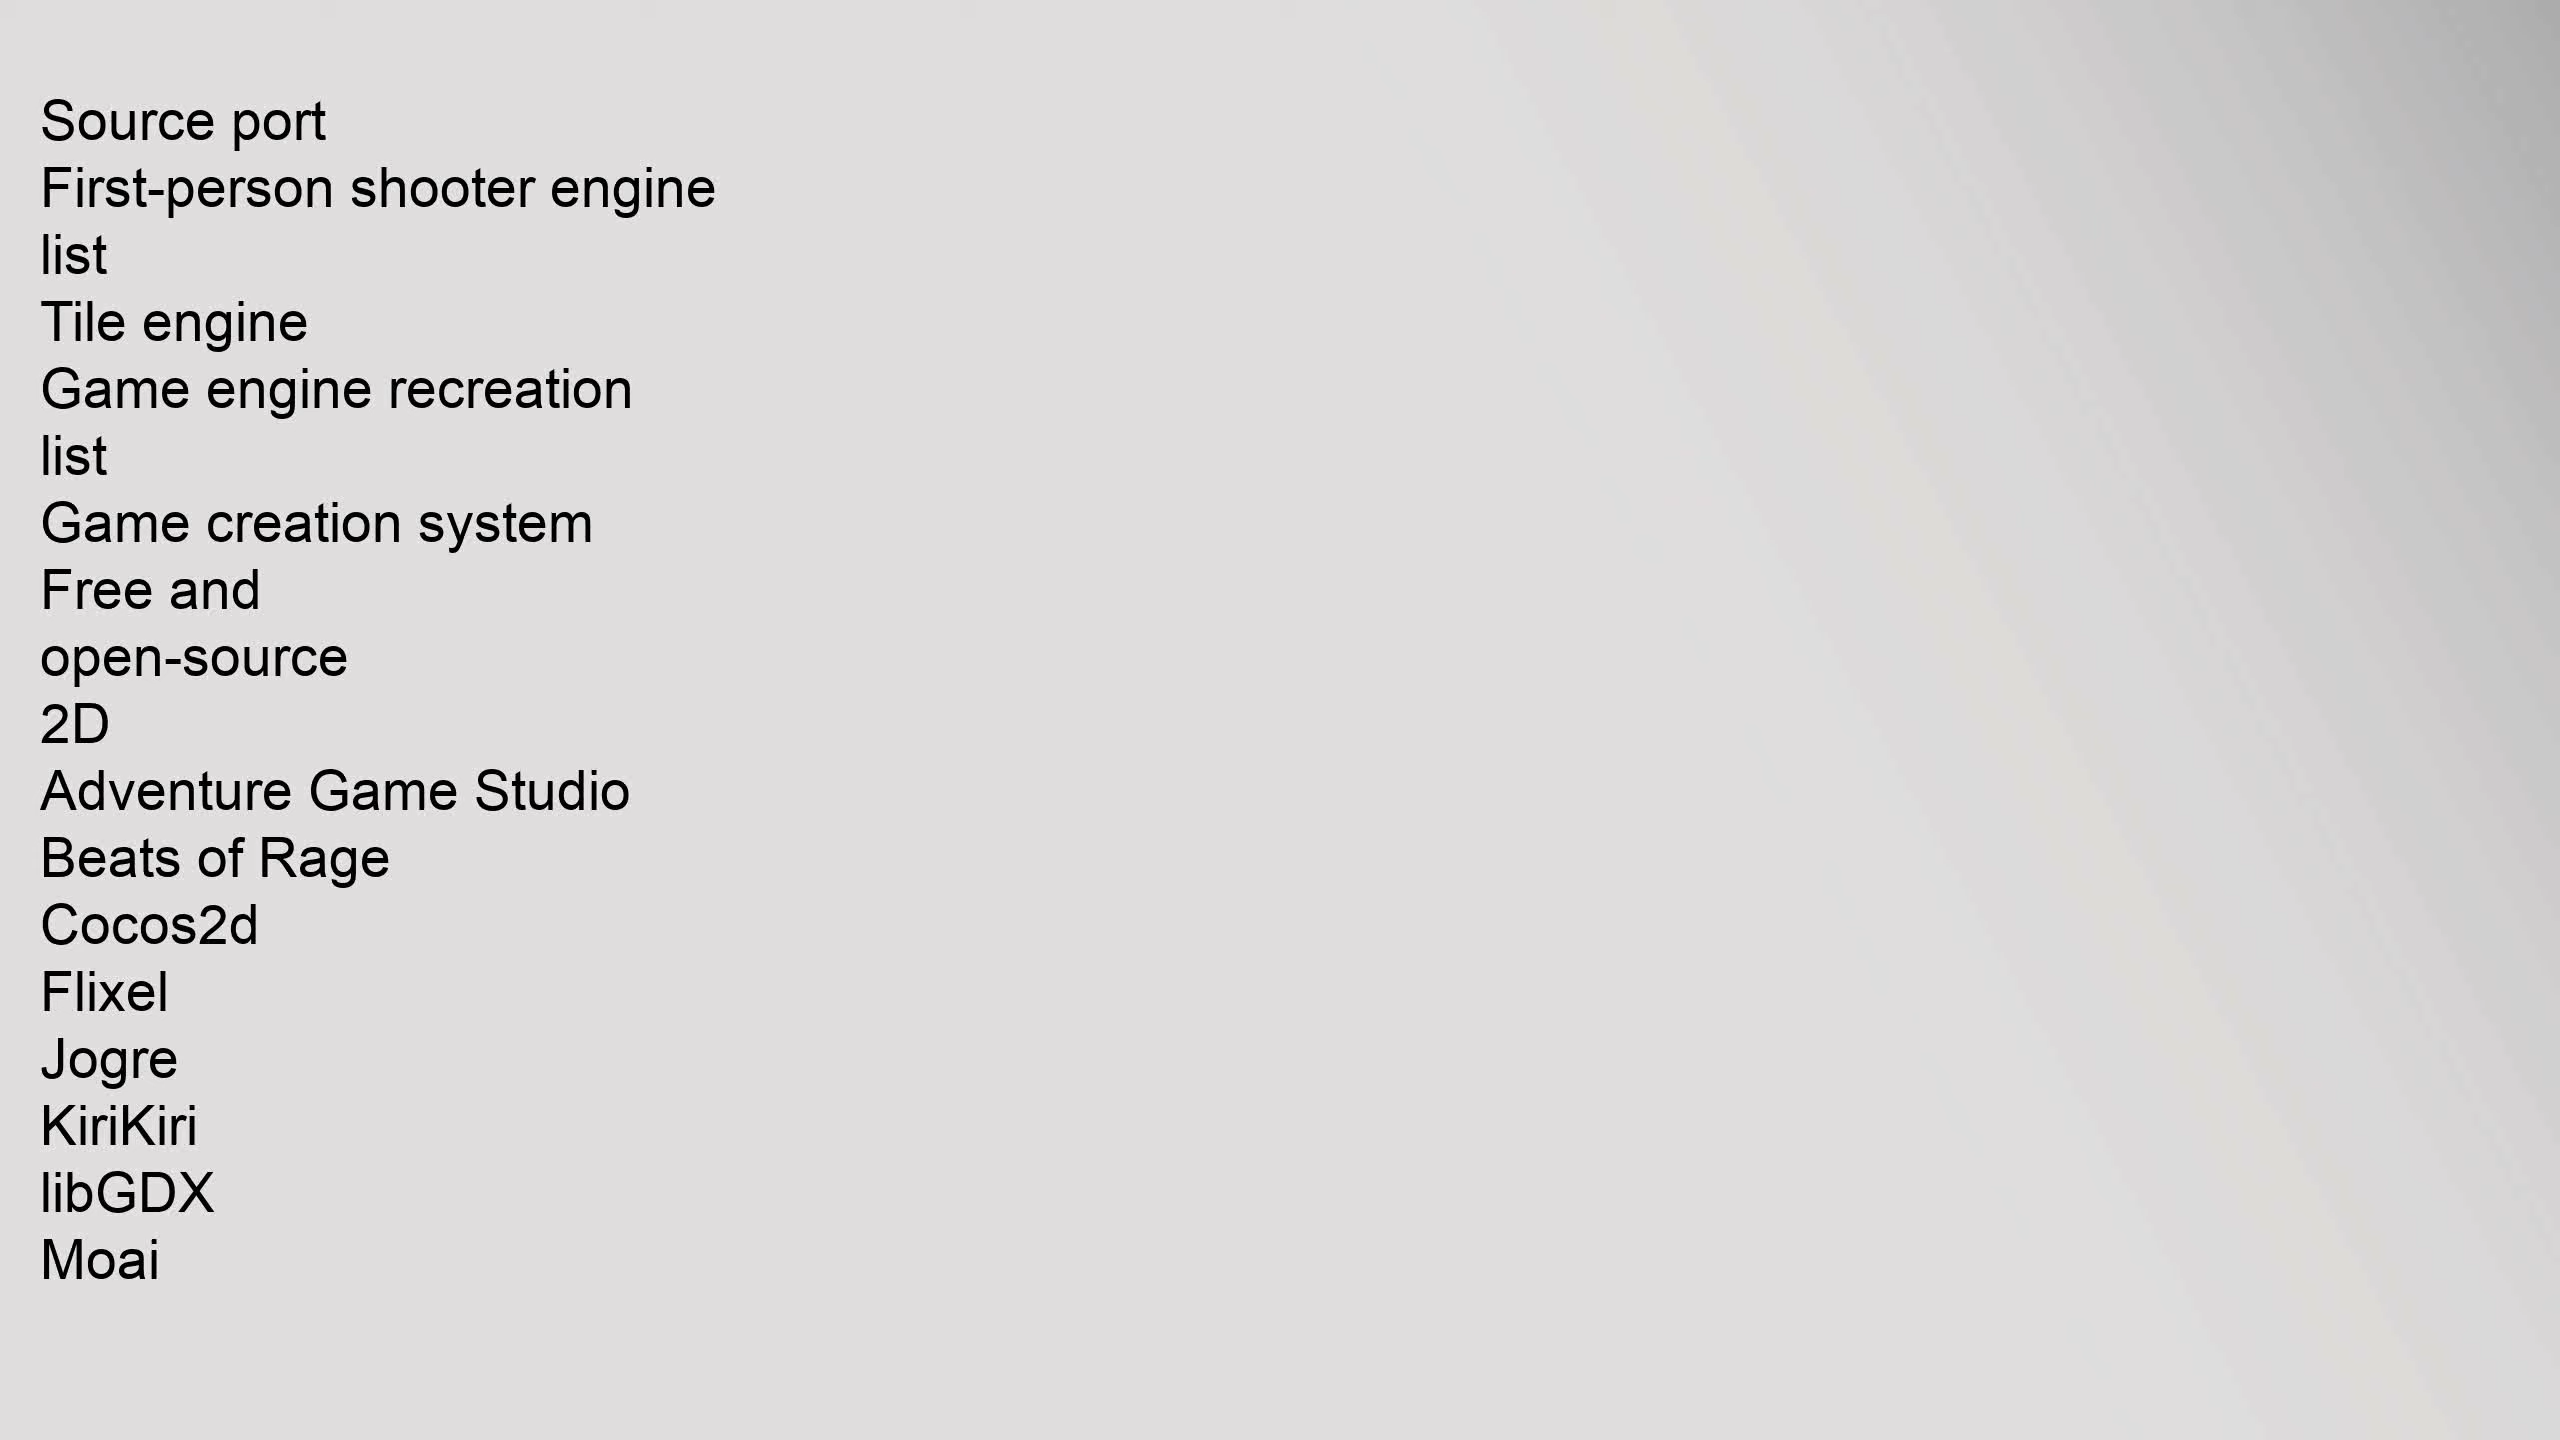 Source port
First-person shooter engine
list
Tile engine
Game engine recreation
list
Game creation system
Free and
open-source
2D
Adventure Game Studio
Beats of Rage
Cocos2d
Flixel
Jogre
KiriKiri
libGDX
Moai